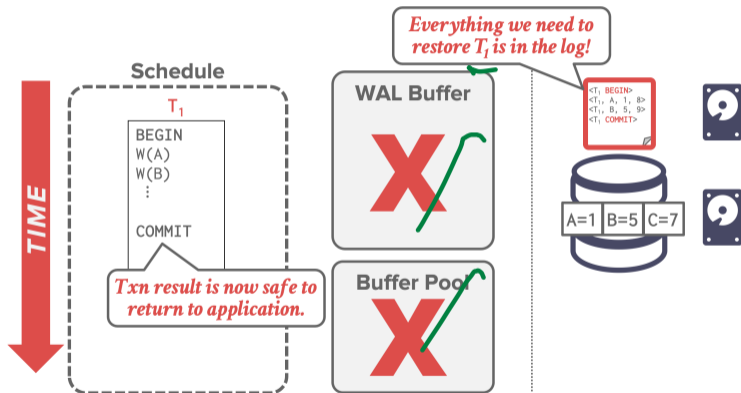 Everything we need to
restore T1 is in the log!
Schedule
T1
BEGIN
W(A)
W(B)
⋮
COMMIT
Txn result is now safe to
return to application.
TIME
WAL Buffer
X
Buffer Pool
X
<T1 BEGIN>
<T1, A, 1, 8>
<T1, B, 5, 9>
<T1 COMMIT>
A=1 B=5 C=7